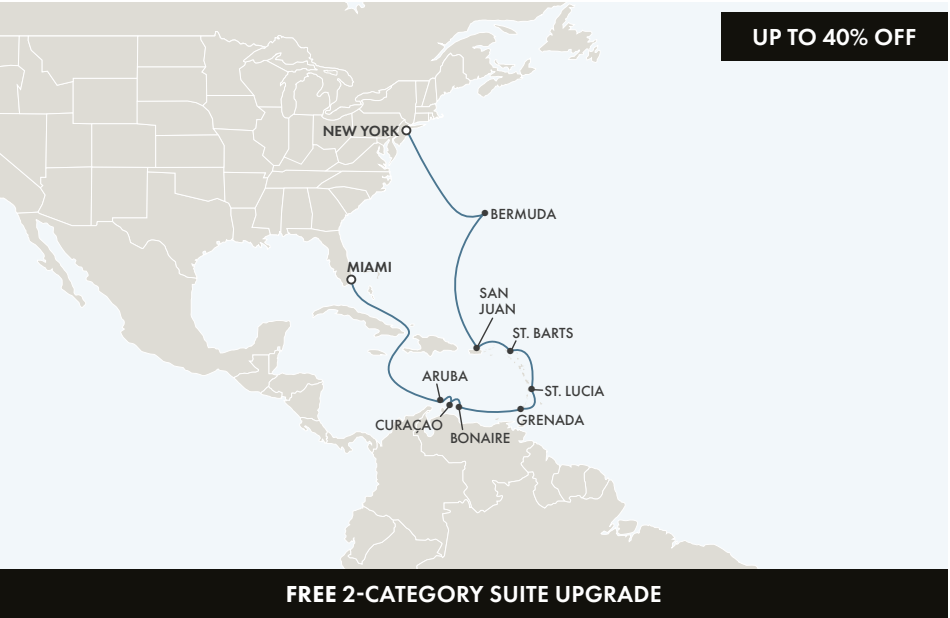 UP TO 40% OFF
NEW YORK
BERMUDA
MIAMI
SAN
JUAN
ST. BARTS
ARUBA
ST. LUCIA
CURAÇAO
GRENADA
BONAIRE
FREE 2-CATEGORY SUITE UPGRADE